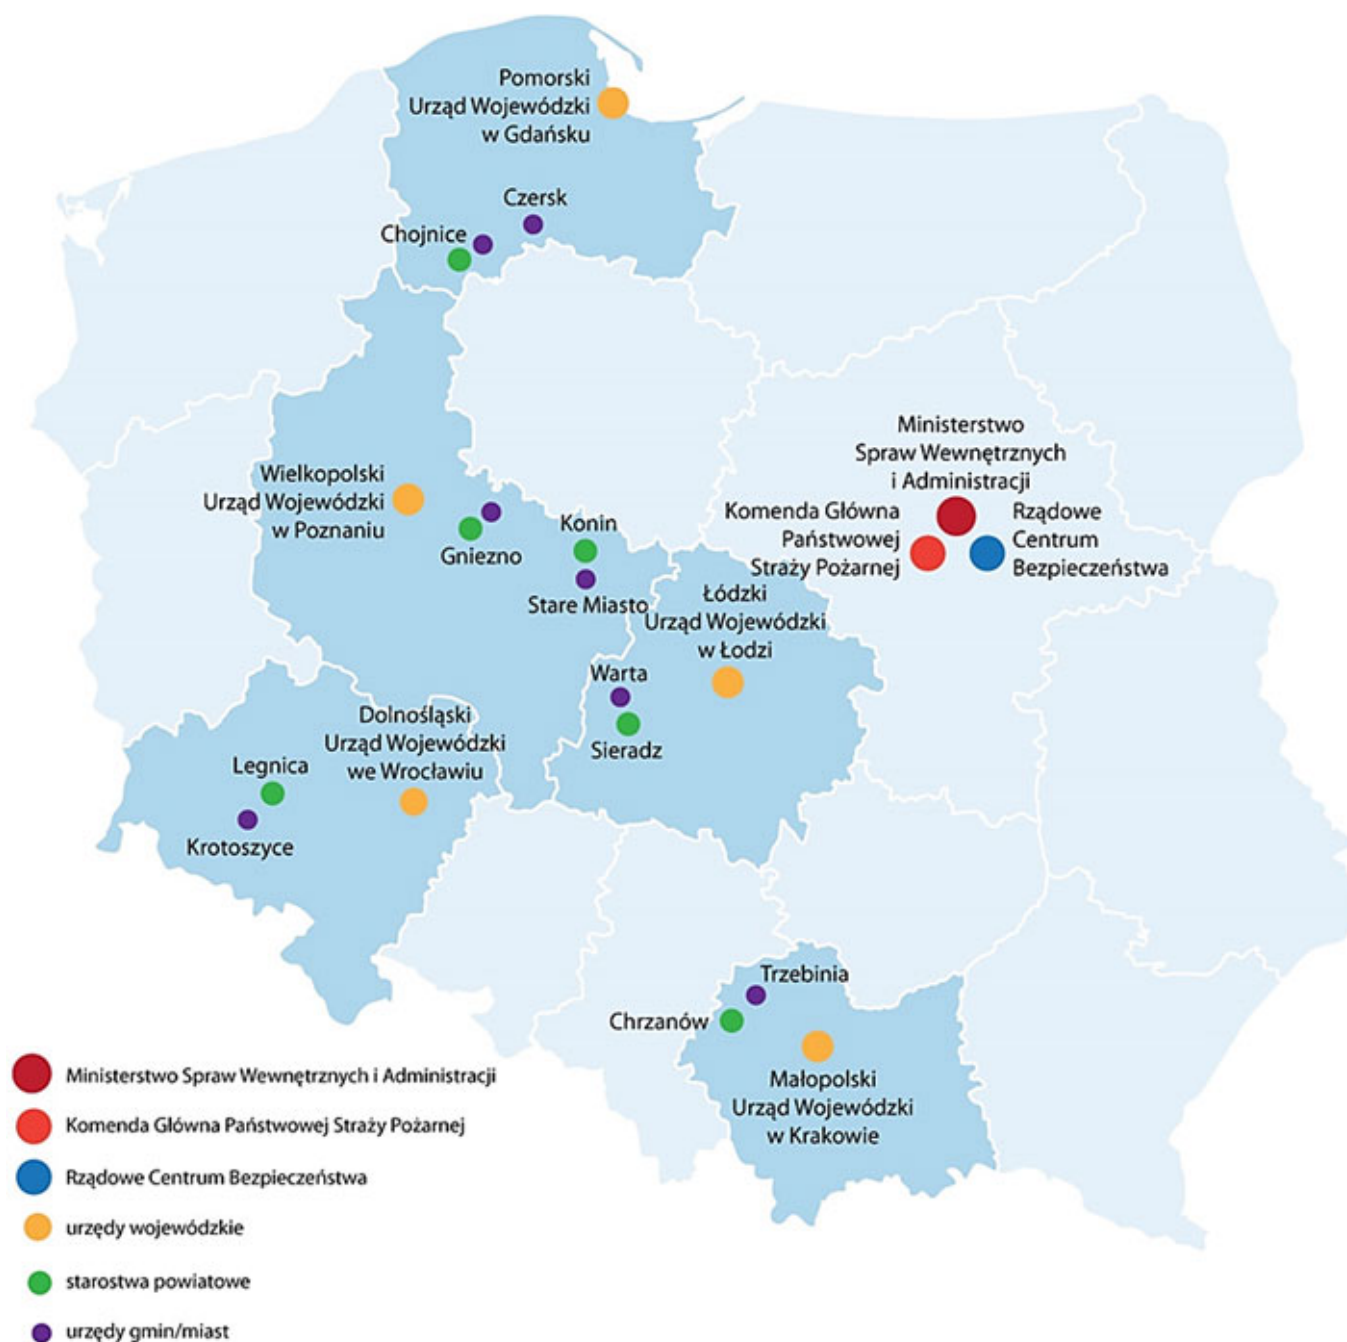 Pomorski
Urząd Wojewódzki
w Gdańsku
Czersk
Chojnice
Ministerstwo
Spraw Wewnętrznych
i Administracji
Komenda Główna
Państwowej
Straży Pożarnej
Rządowe
Centrum
Bezpieczeństwa
Wielkopolski
Urząd Wojewódzki
w Poznaniu
Gniezno
Konin
Stare Miasto
Łódzki
Urząd Wojewódzki
w Łodzi
Warta
Sieradz
Dolnośląski
Urząd Wojewódzki
we Wrocławiu
Legnica
Krotoszyce
Trzebinia
Chrzanów
Małopolski
Urząd Wojewódzki
w Krakowie
Ministerstwo Spraw Wewnętrznych i Administracji
Komenda Główna Państwowej Straży Pożarnej
Rządowe Centrum Bezpieczeństwa
urzędy wojewódzkie
starostwa powiatowe
urzędy gmin/miast